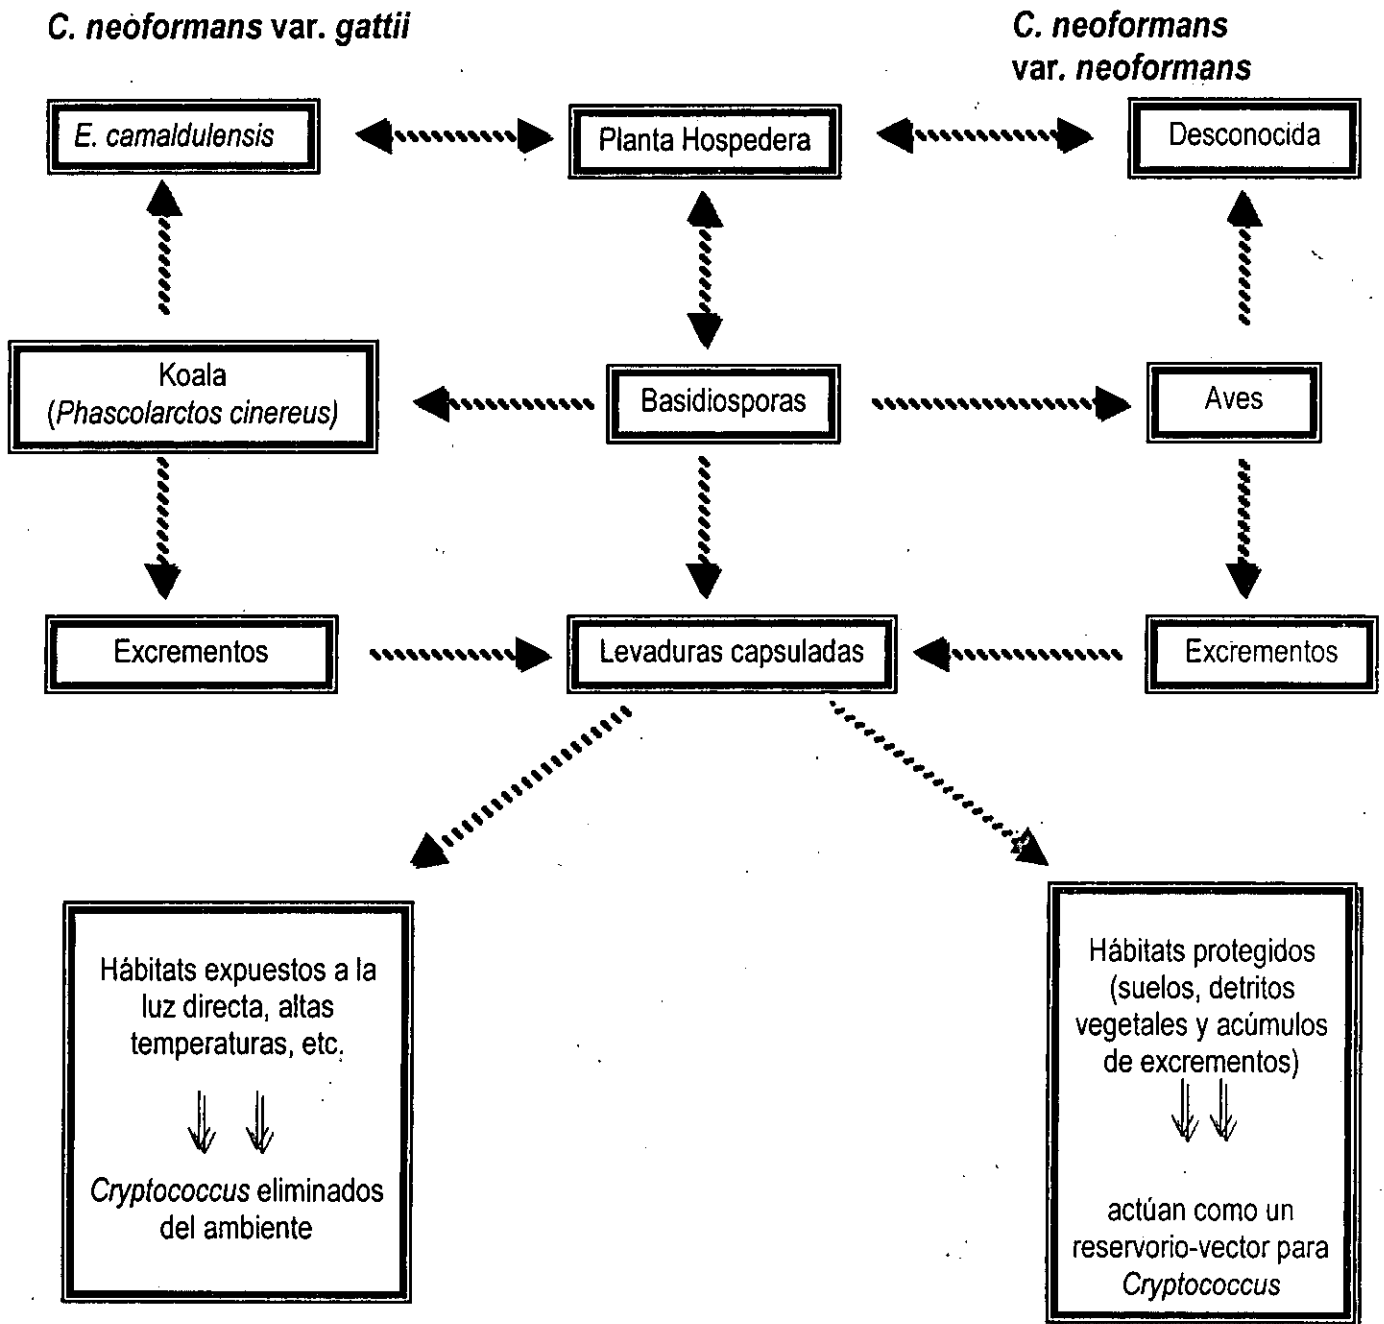 C. neoformans var. gattii
C. neoformans
var. neoformans
E. camaldulensis
Planta Hospedera
Desconocida
Koala
(Phascolarctos cinereus)
Basidiosporas
Aves
Excrementos
Levaduras capsuladas
Excrementos
Hábitats expuestos a la
luz directa, altas
temperaturas, etc.
Cryptococcus eliminados
del ambiente
Hábitats protegidos
(suelos, detritos
vegetales y acúmulos
de excrementos)
actúan como un
reservorio-vector para
Cryptococcus